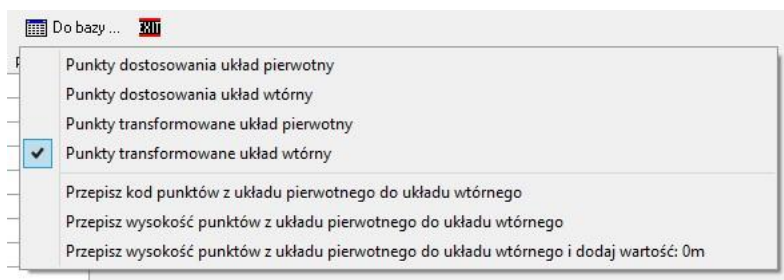 Do bazy ... EXIT
Punkty dostosowania układ pierwotny
Punkty dostosowania układ wtórny
Punkty transformowane układ pierwotny
Punkty transformowane układ wtórny
Przepisz kod punktów z układu pierwotnego do układu wtórnego
Przepisz wysokość punktów z układu pierwotnego do układu wtórnego
Przepisz wysokość punktów z układu pierwotnego do układu wtórnego i dodaj wartość: 0m